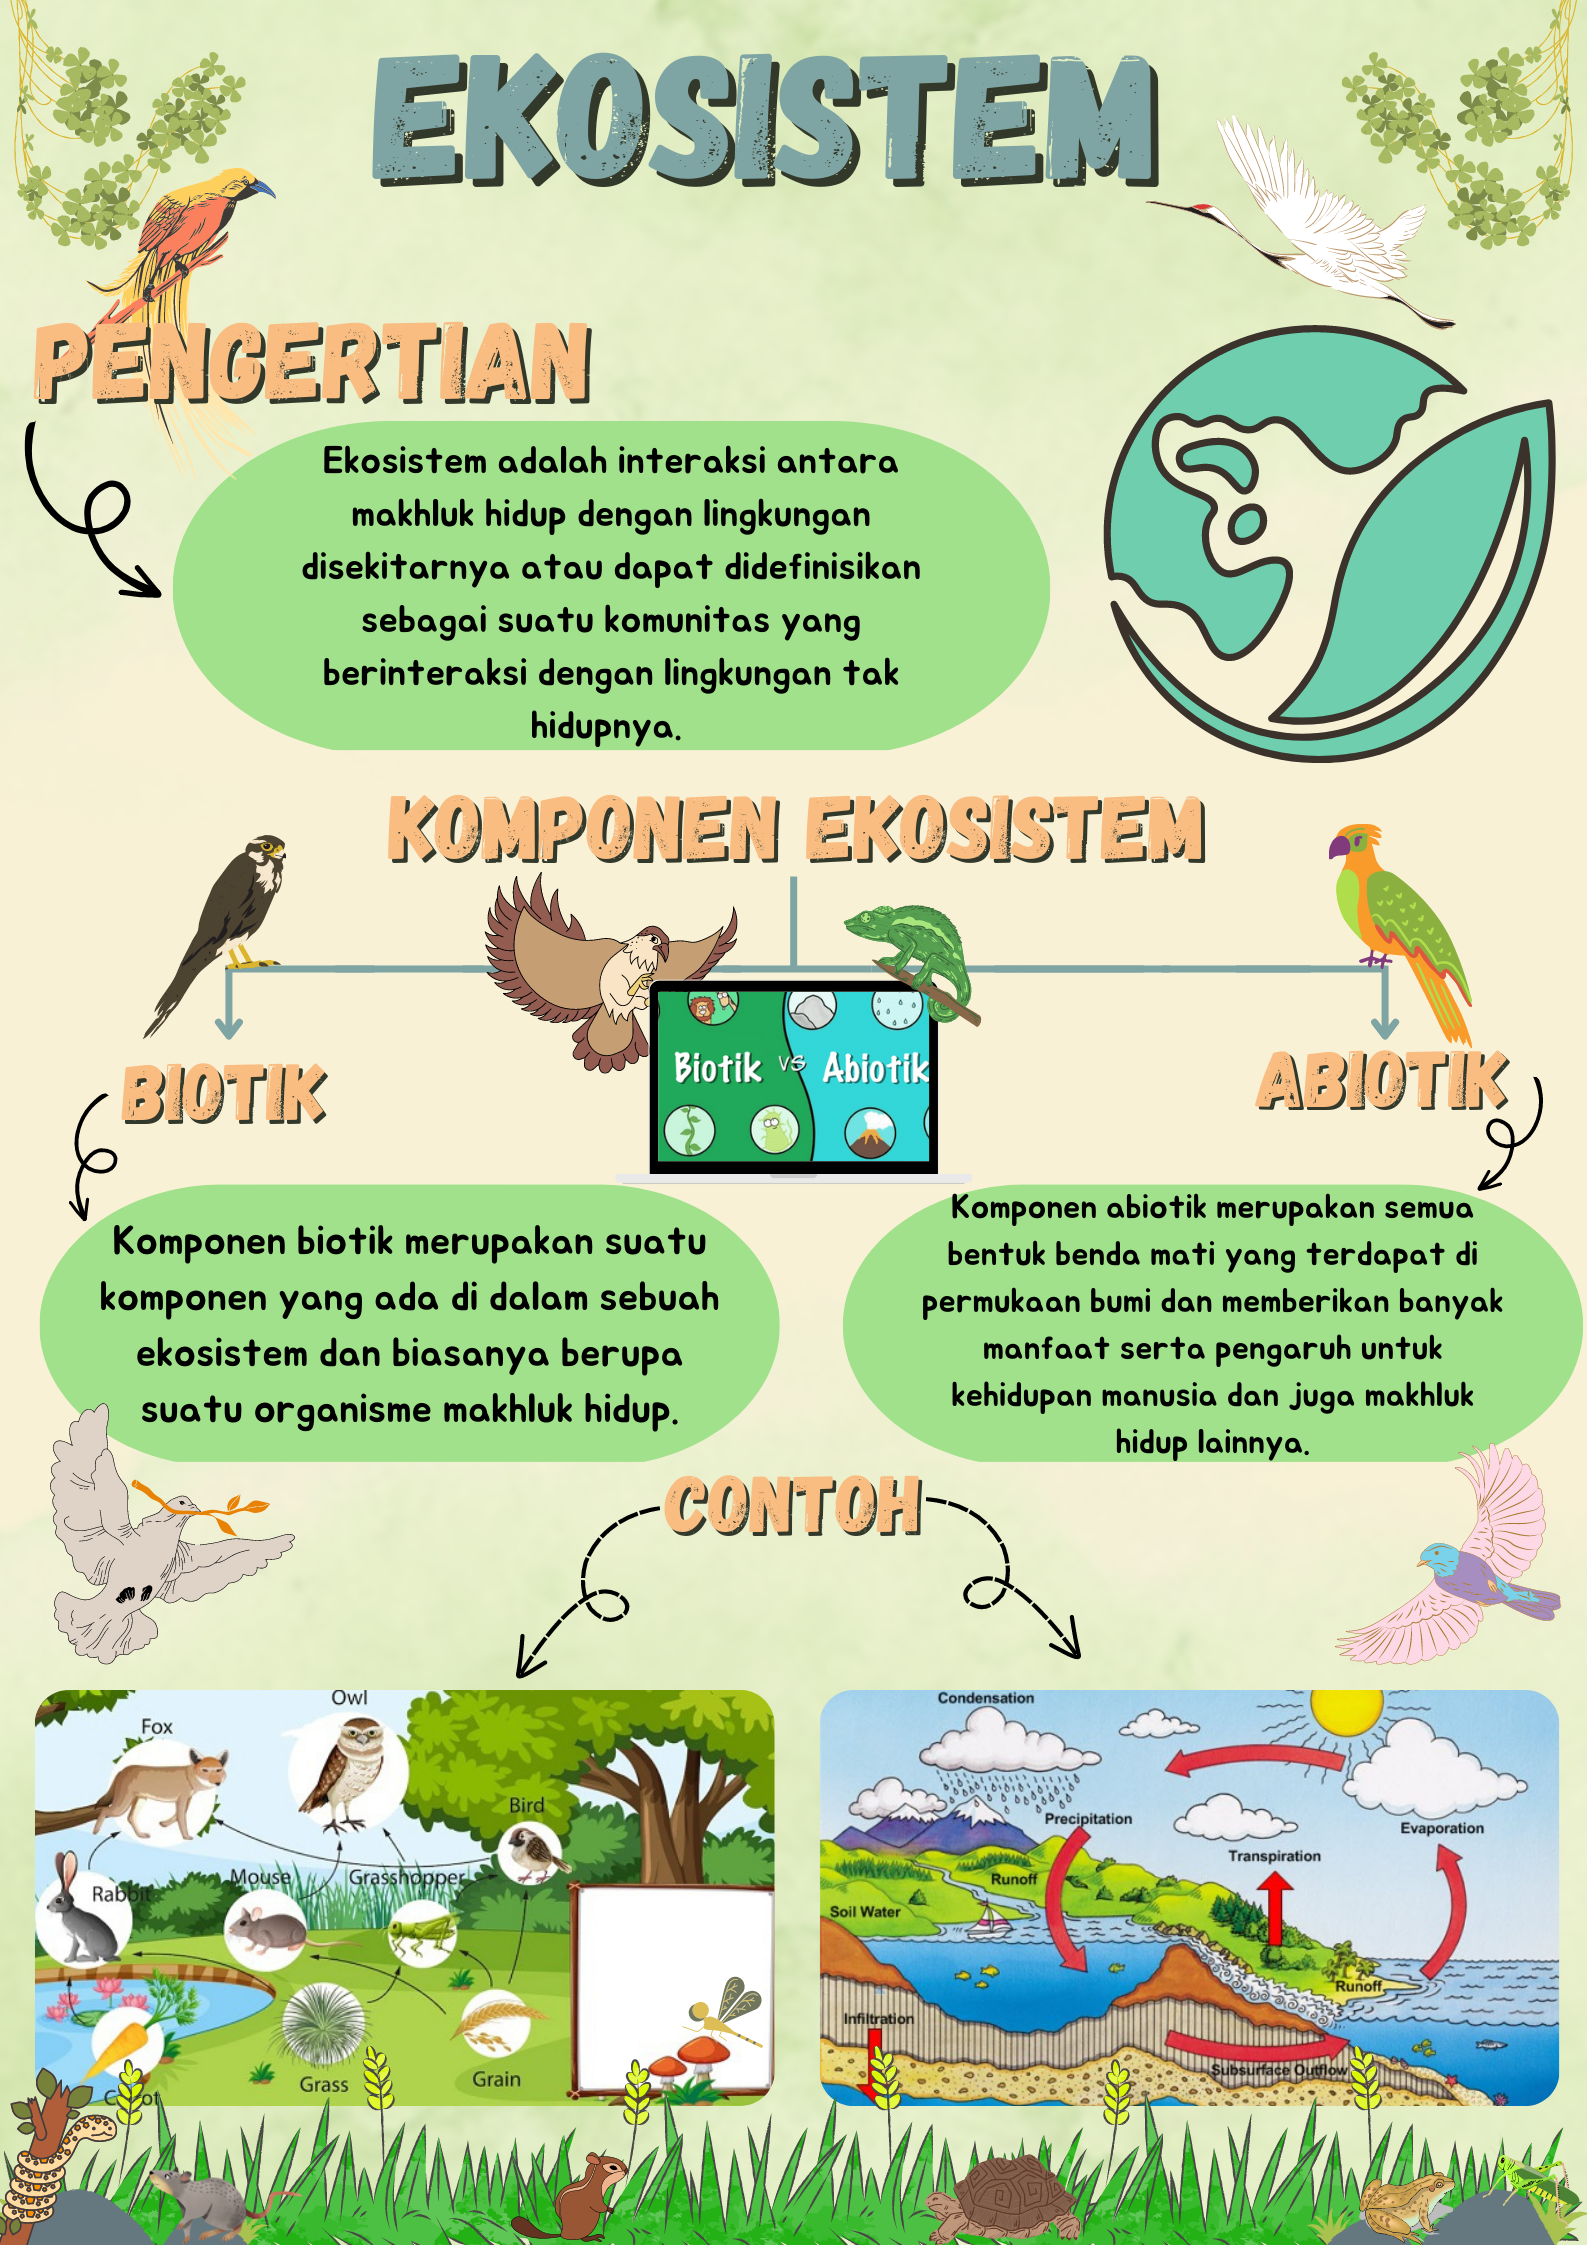 EKOSISTEM
PENGERTIAN
Ekosistem adalah interaksi antara
makhluk hidup dengan lingkungan
disekitarnya atau dapat didefinisikan
sebagai suatu komunitas yang
berinteraksi dengan lingkungan tak
hidupnya.
KOMPONEN EKOSISTEM
Biotik VS Abiotik
BIOTIK
ABIOTIK
Komponen biotik merupakan suatu
komponen yang ada di dalam sebuah
ekosistem dan biasanya berupa
suatu organisme makhluk hidup.
Komponen abiotik merupakan semua
bentuk benda mati yang terdapat di
permukaan bumi dan memberikan banyak
manfaat serta pengaruh untuk
kehidupan manusia dan juga makhluk
hidup lainnya.
CONTOH
Owl
Fox
Bird
Mouse
Grasshopper
Rabbit
Grass
Grain
Carrot
Condensation
Precipitation
Evaporation
Transpiration
Runoff
Soil Water
Runoff
Infiltration
Subsurface Outflow